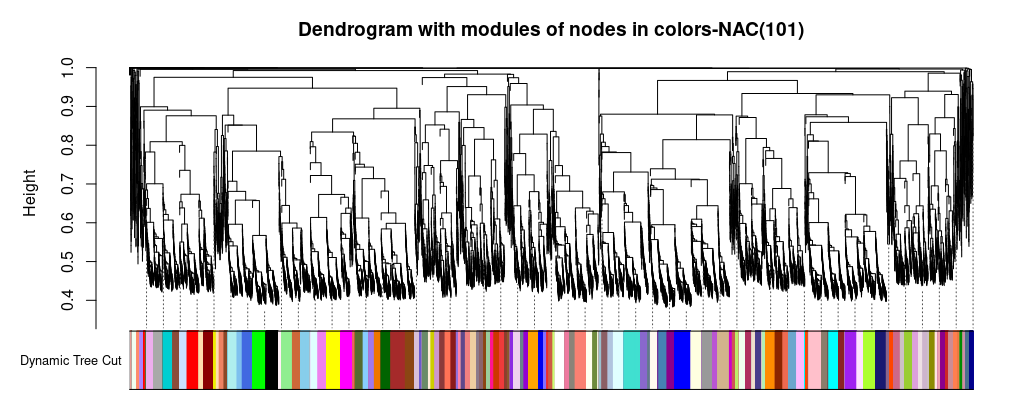 Dendrogram with modules of nodes in colors-NAC(101)
Height
1.0
0.9
0.8
0.7
0.6
0.5
0.4
Dynamic Tree Cut